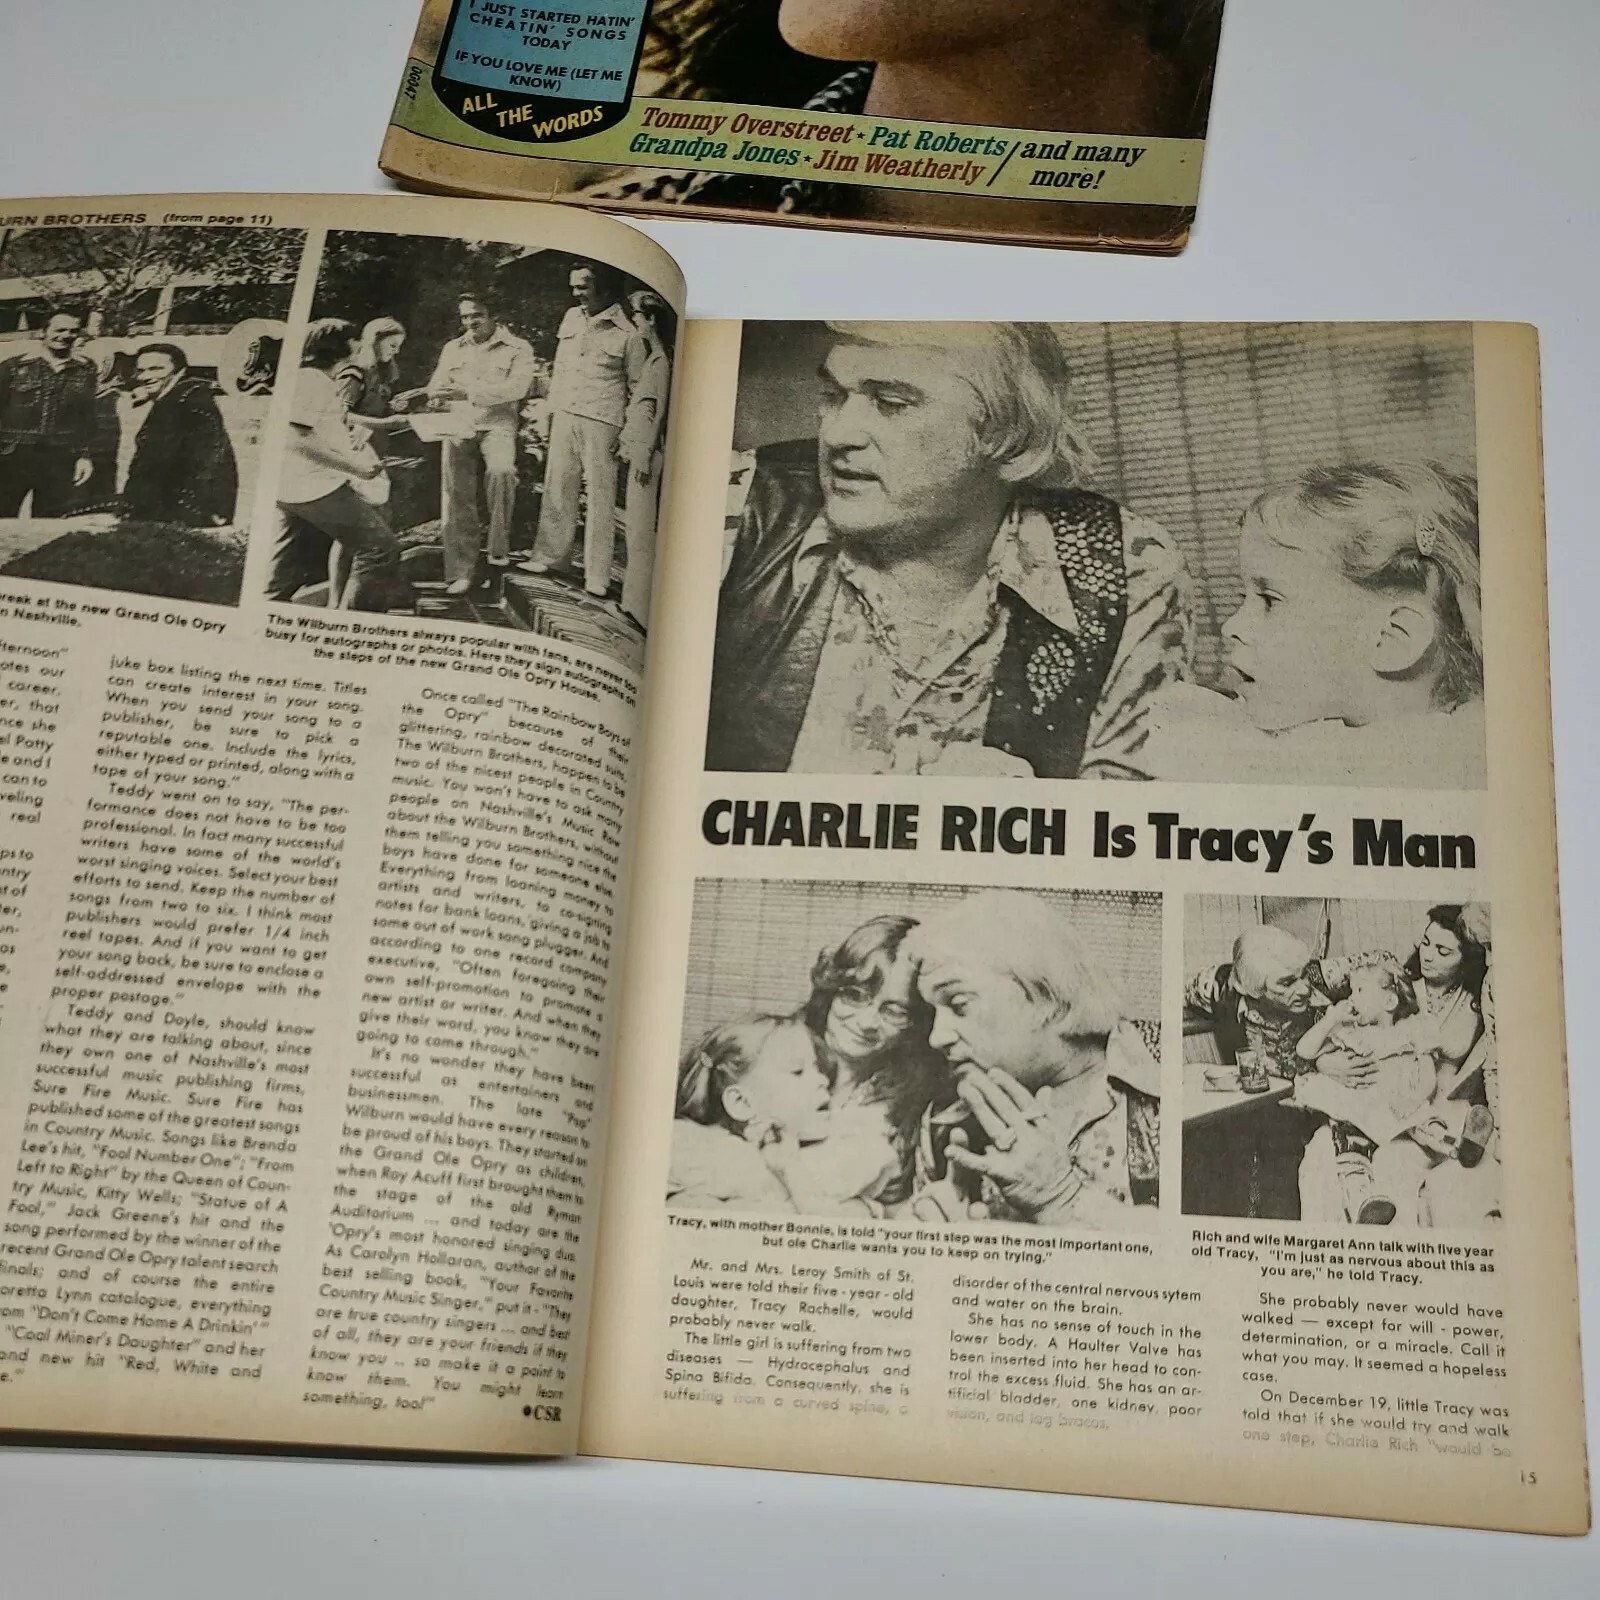 I JUST STARTED HATIN'
CHEATIN' SONGS
TODAY
IF YOU LOVE ME (LET ME
KNOW)
ALL
THE
WORDS
OG047
Tommy Overstreet ★ Pat Roberts
Grandpa Jones ★ Jim Weatherly
and many
more!
BROTHERS (from page 11)
at the new Grand Ole Opry
Nashville.
The Wilburn Brothers always popular with fans, are never too
busy for autographs or photos. Here they sign autographs on
the steps of the new Grand Ole Opry House.
our
career.
that
she
Patty
and I
can to
real
to
of
juke box listing the next time. Titles
can create interest in your song.
When you send your song to a
publisher, be sure to pick a
reputable one. Include the lyrics,
either typed or printed, along with a
tape of your song."
Teddy went on to say, "The per-
formance does not have to be too
professional. In fact many successful
writers have some of the world's
worst singing voices. Select your best
efforts to send. Keep the number of
songs from two to six. I think most
publishers would prefer 1/4 inch
reel tapes. And if you want to get
your song back, be sure to enclose a
self-addressed envelope with the
proper postage."
Teddy and Doyle, should know
what they are talking about, since
they own one of Nashville's most
successful music publishing firms,
Sure Fire Music. Sure Fire has
published some of the greatest songs
in Country Music. Songs like Brenda
Lee's hit, "Fool Number One"; "From
Left to Right" by the Queen of Coun-
try Music, Kitty Wells; "Statue of A
Fool," Jack Greene's hit and the
song performed by the winner of the
recent Grand Ole Opry talent search
finals; and of course the entire
Lynn catalogue, everything
"Don't Come Home A Drinkin'"
"Coal Miner's Daughter" and her
and new hit "Red, White and
Once called "The Rainbow Boys of
the Opry" because of their
glittering, rainbow decorated suits,
The Wilburn Brothers, happen to be
two of the nicest people in Country
music. You won't have to ask many
people on Nashville's Music Row
about the Wilburn Brothers, without
them telling you something nice the
boys have done for someone else.
Everything from loaning money to
artists and writers, to co-signing
notes for bank loans, giving a job to
some out of work song plugger. And
according to one record company
executive, "Often foregoing their
own self-promotion to promote a
new artist or writer. And when they
give their word, you know they are
going to come through."
It's no wonder they have been
successful as entertainers and
businessmen. The late "Pop"
Wilburn would have every reason to
be proud of his boys. They started on
the Grand Ole Opry as children,
when Roy Acuff first brought them to
the stage of the old Ryman
Auditorium ... and today are the
'Opry's most honored singing duo.
As Carolyn Hollaran, author of the
best selling book, "Your Favorite
Country Music Singer," put it - "They
are true country singers ... and best
of all, they are your friends if they
know you .. so make it a point to
know them. You might learn
something, too!"
●CSR
CHARLIE RICH Is Tracy's Man
Tracy, with mother Bonnie, is told "your first step was the most important one,
but ole Charlie wants you to keep on trying."
Rich and wife Margaret Ann talk with five year
old Tracy, "I'm just as nervous about this as
you are," he told Tracy.
Mr. and Mrs. Leroy Smith of St.
Louis were told their five - year - old
daughter, Tracy Rachelle, would
probably never walk.
The little girl is suffering from two
diseases — Hydrocephalus and
Spina Bifida. Consequently, she is
suffering from a curved spine, a
disorder of the central nervous sytem
and water on the brain.
She has no sense of touch in the
lower body. A Haulter Valve has
been inserted into her head to con-
trol the excess fluid. She has an ar-
tificial bladder, one kidney, poor
vision, and leg braces.
She probably never would have
walked — except for will - power,
determination, or a miracle. Call it
what you may. It seemed a hopeless
case.
On December 19, little Tracy was
told that if she would try and walk
one step, Charlie Rich "would be
15